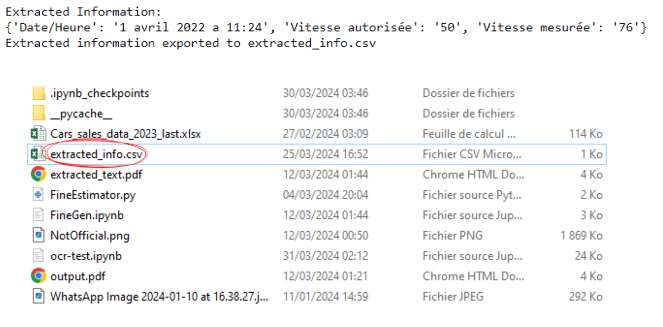 Extracted Information:
{'Date/Heure': '1 avril 2022 a 11:24', 'Vitesse autorisée': '50', 'Vitesse mesurée': '76'}
Extracted information exported to extracted_info.csv
.ipynb_checkpoints 30/03/2024 03:46 Dossier de fichiers
__pycache__ 30/03/2024 03:46 Dossier de fichiers
Cars_sales_data_2023_last.xlsx 27/02/2024 03:09 Feuille de calcul ... 114 Ko
extracted_info.csv 25/03/2024 16:52 Fichier CSV Micro... 1 Ko
extracted_text.pdf 12/03/2024 01:44 Chrome HTML Do... 4 Ko
FineEstimator.py 04/03/2024 20:04 Fichier source Pyt... 2 Ko
FineGen.ipynb 12/03/2024 01:44 Fichier source Jup... 3 Ko
NotOfficial.png 12/03/2024 00:50 Fichier PNG 1 869 Ko
ocr-test.ipynb 31/03/2024 02:12 Fichier source Jup... 24 Ko
output.pdf 12/03/2024 01:21 Chrome HTML Do... 4 Ko
WhatsApp Image 2024-01-10 at 16.38.27.j... 11/01/2024 14:59 Fichier JPEG 292 Ko